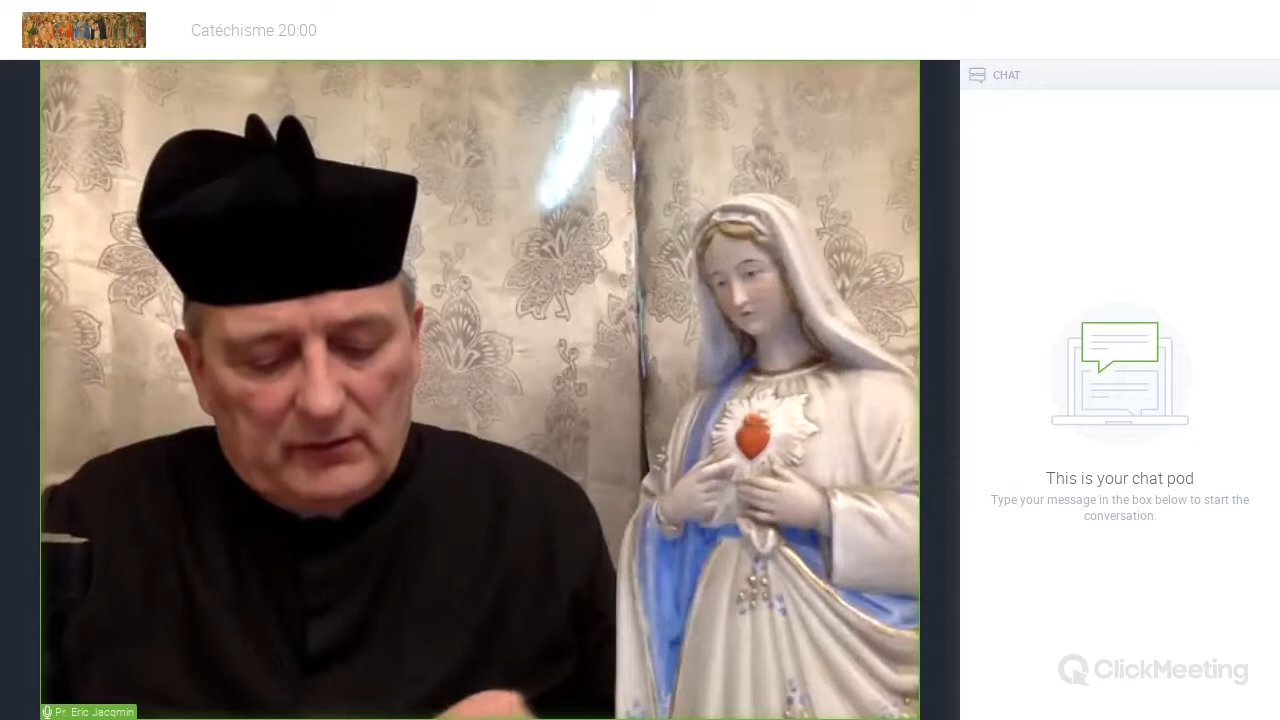 Catéchisme 20:00
CHAT
This is your chat pod
Type your message in the box below to start the
conversation.
ClickMeeting
Pr. Eric Jacqmin